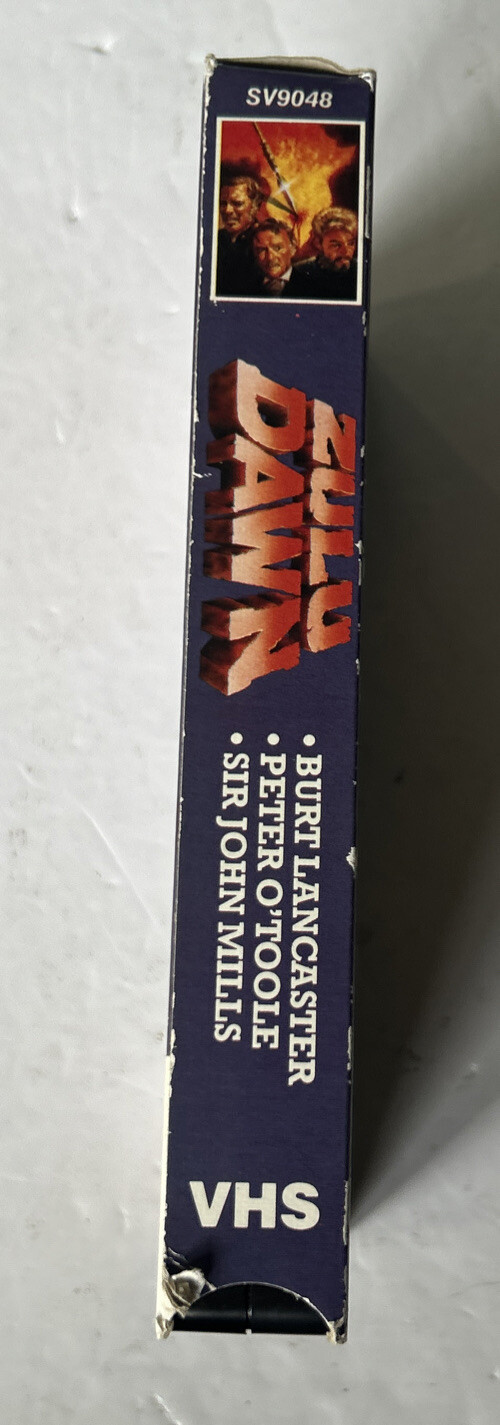 SV9048
ZULU
DAWN
• BURT LANCASTER
• PETER O'TOOLE
• SIR JOHN MILLS
VHS